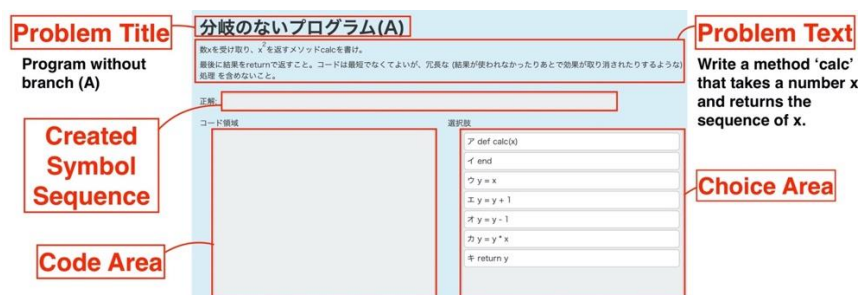 Problem Title
Program without
branch (A)
分岐のないプログラム(A)
数xを受け取り、x2を返すメソッドcalcを書け。
最後に結果をreturnで返すこと。コードは最短でなくてよいが、冗長な (結果が使われなかったりあとで効果が取り消されたりするような)
処理 を含めないこと。
Problem Text
Write a method ‘calc’
that takes a number x
and returns the
sequence of x.
正解:
Created
Symbol
Sequence
コード領域
Code Area
選択肢
ア def calc(x)
イ end
ウ y = x
エ y = y + 1
オ y = y - 1
カ y = y * x
キ return y
Choice Area